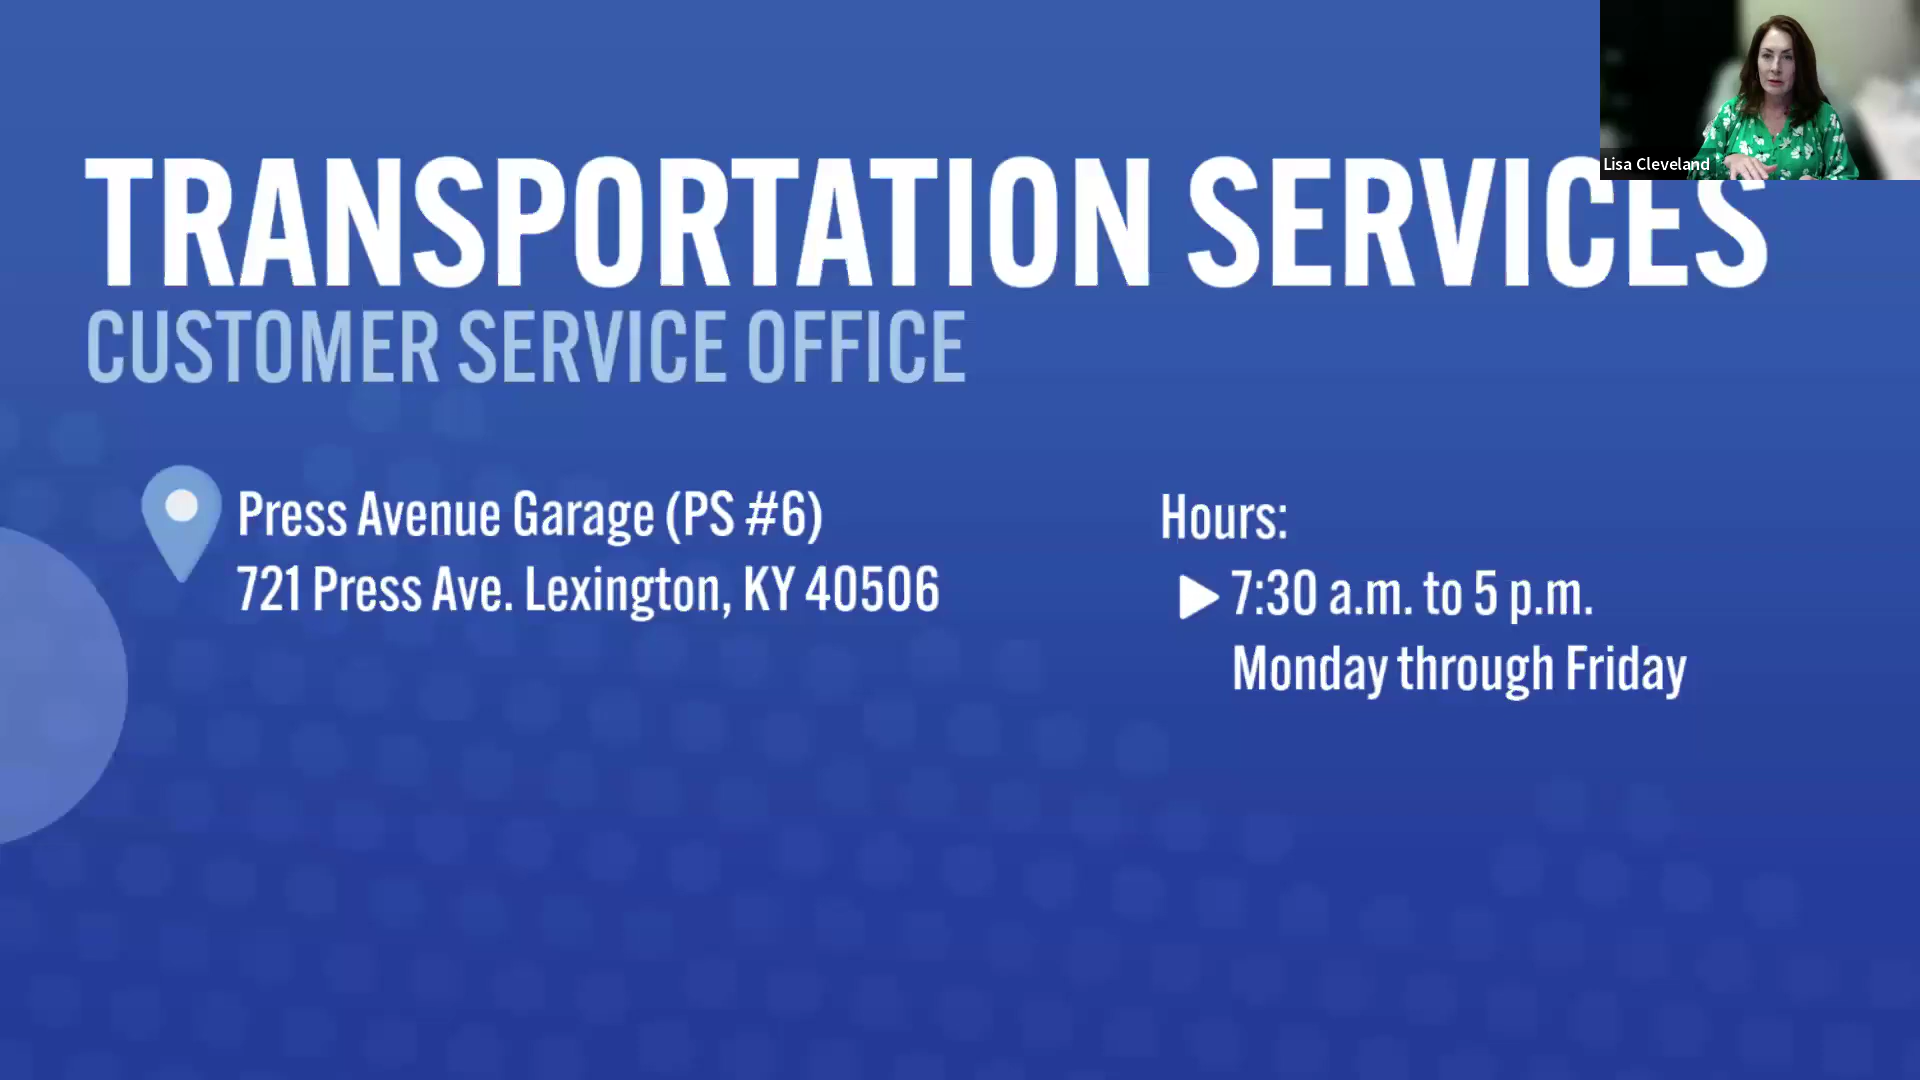 Lisa Cleveland
TRANSPORTATION SERVICES
CUSTOMER SERVICE OFFICE
Press Avenue Garage (PS #6)
721 Press Ave. Lexington, KY 40506
Hours:
7:30 a.m. to 5 p.m.
Monday through Friday